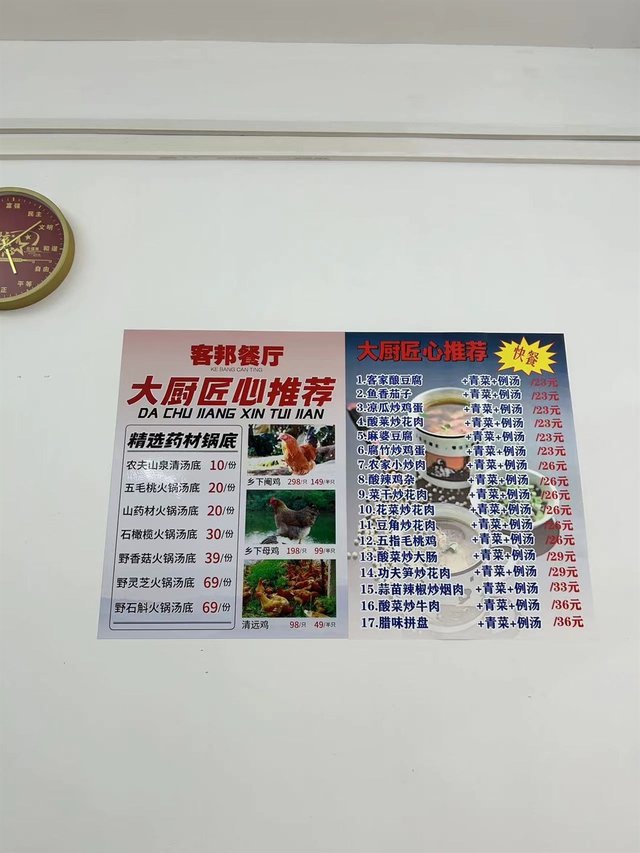 富强
民主
文明
和谐
自由
平等
正
客邦餐厅
KE BANG CAN TING
大厨匠心推荐
DA CHU JIANG XIN TUI JIAN
精选药材锅底
农夫山泉清汤底 10/份
五毛桃火锅汤底 20/份
山药材火锅汤底 20/份
石橄榄火锅汤底 30/份
野香菇火锅汤底 39/份
野灵芝火锅汤底 69/份
野石斛火锅汤底 69/份
乡下阉鸡 298/只 149/半只
乡下母鸡 198/只 99/半只
清远鸡 98/只 49/半只
大厨匠心推荐
快餐
1.客家酿豆腐 +青菜+例汤 /23元
2.鱼香茄子 +青菜+例汤 /23元
3.凉瓜炒鸡蛋 +青菜+例汤 /23元
4.酸菜炒花肉 +青菜+例汤 /23元
5.麻婆豆腐 +青菜+例汤 /23元
6.腐竹炒鸡蛋 +青菜+例汤 /23元
7.农家小炒肉 +青菜+例汤 /26元
8.酸辣鸡杂 +青菜+例汤 /26元
9.菜干炒花肉 +青菜+例汤 /26元
10.花菜炒花肉 +青菜+例汤 /26元
11.豆角炒花肉 +青菜+例汤 /26元
12.五指毛桃鸡 +青菜+例汤 /26元
13.酸菜炒大肠 +青菜+例汤 /29元
14.功夫笋炒花肉 +青菜+例汤 /29元
15.蒜苗辣椒炒烟肉 +青菜+例汤 /33元
16.酸菜炒牛肉 +青菜+例汤 /36元
17.腊味拼盘 +青菜+例汤 /36元